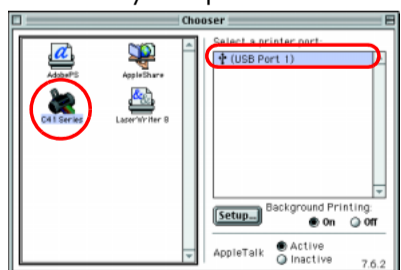 Chooser
Select a printer port:
(USB Port 1)
AdobePS
AppleShare
C41 Series
LaserWriter 8
Setup...
Background Printing:
On
Off
AppleTalk
Active
Inactive
7.6.2